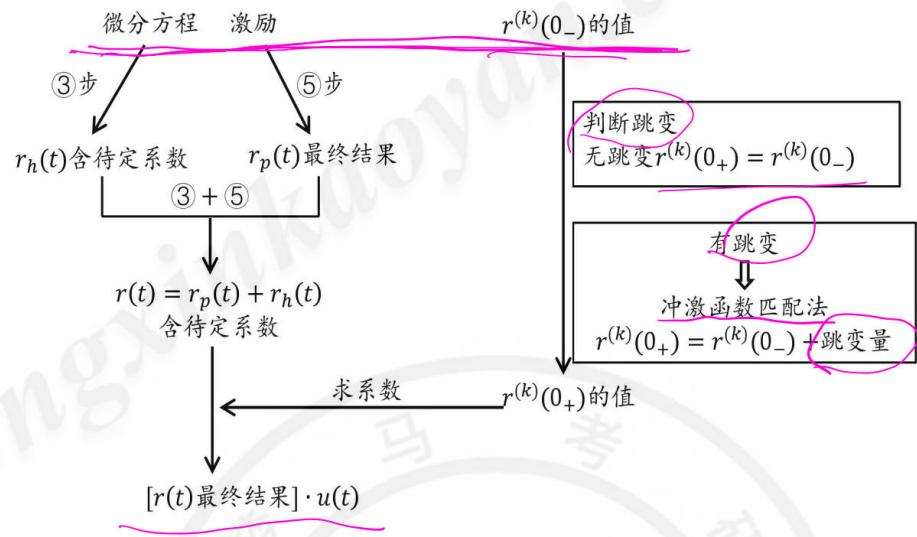 微分方程 激励 r^{(k)}(0_−)的值
③步 ⑤步
判断跳变
无跳变r^{(k)}(0_+) = r^{(k)}(0_−)
r_h(t)含待定系数 r_p(t)最终结果
③ + ⑤
有跳变
⇓
冲激函数匹配法
r^{(k)}(0_+) = r^{(k)}(0_−) +跳变量
r(t) = r_p(t) + r_h(t)
含待定系数
求系数 r^{(k)}(0_+)的值
[r(t)最终结果]·u(t)
马 考